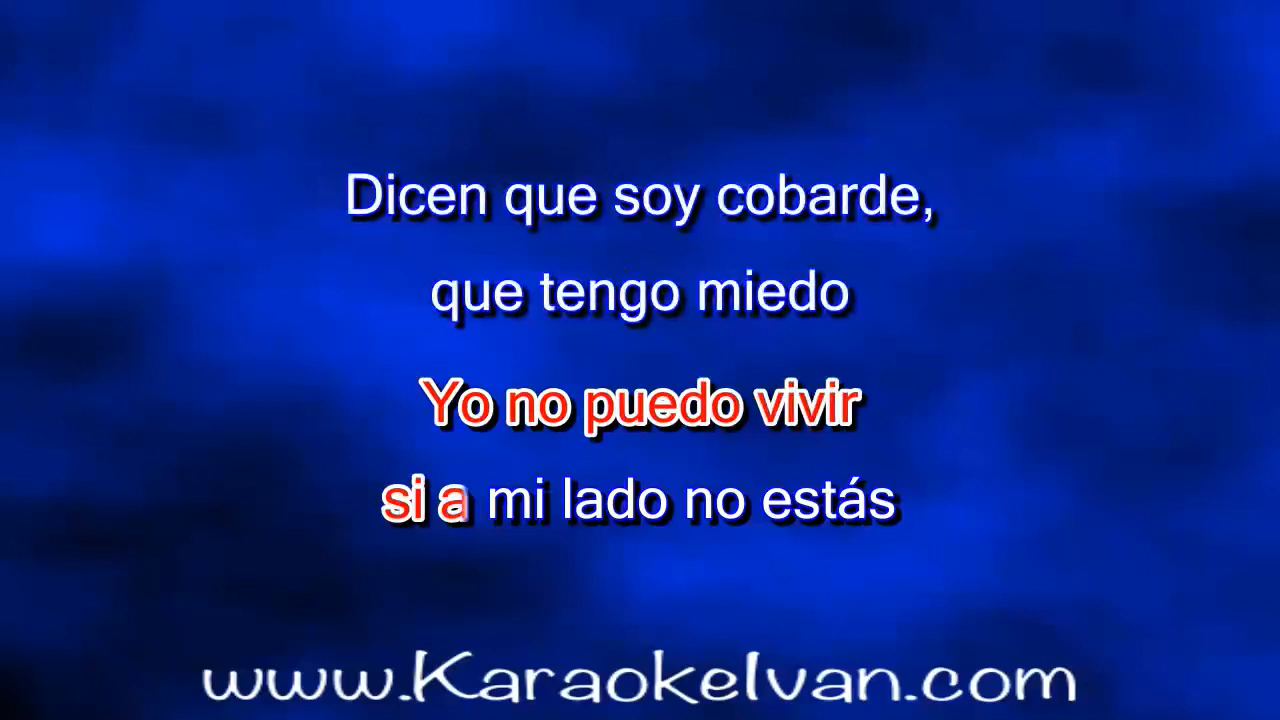 Dicen que soy cobarde,
que tengo miedo
Yo no puedo vivir
si a mi lado no estás
www.KaraokeIvan.com